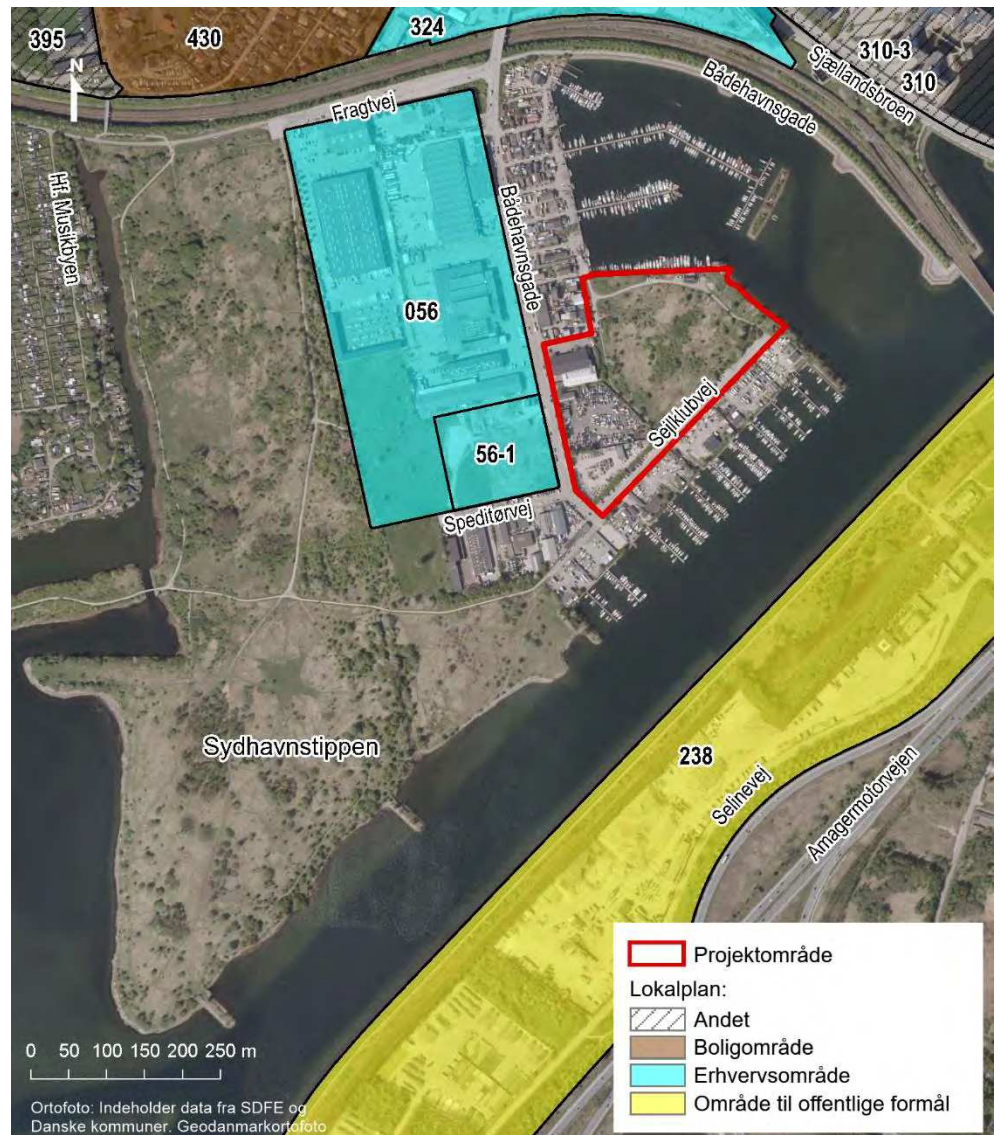 395
430
324
310-3
310
N
Fragtvej
Bådehavnsgade
Sjællandsbroen
Hf. Musikbyen
Bådehavnsgade
056
Sejlklubvej
56-1
Speditørvej
Sydhavnstippen
238
Selinevej
Amagermotorvejen
Projektområde
Lokalplan:
Andet
Boligområde
Erhvervsområde
Område til offentlige formål
0 50 100 150 200 250 m
Ortofoto: Indeholder data fra SDFE og
Danske kommuner. Geodanmarkortofoto